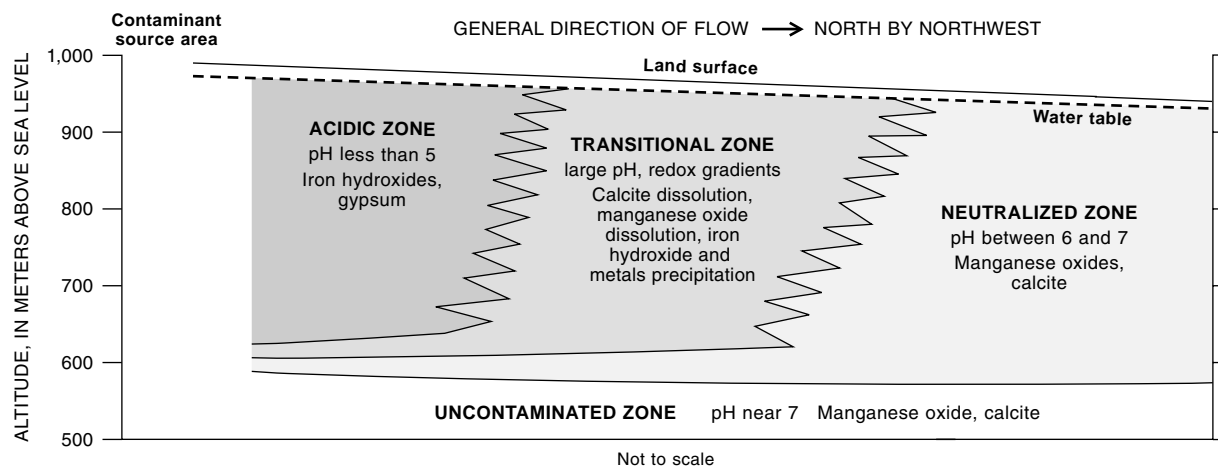 Contaminant
source area
GENERAL DIRECTION OF FLOW → NORTH BY NORTHWEST
ALTITUDE, IN METERS ABOVE SEA LEVEL
1,000
900
800
700
600
500
Land surface
Water table
ACIDIC ZONE
pH less than 5
Iron hydroxides,
gypsum
TRANSITIONAL ZONE
large pH, redox gradients
Calcite dissolution,
manganese oxide
dissolution, iron
hydroxide and
metals precipitation
NEUTRALIZED ZONE
pH between 6 and 7
Manganese oxides,
calcite
UNCONTAMINATED ZONE pH near 7 Manganese oxide, calcite
Not to scale